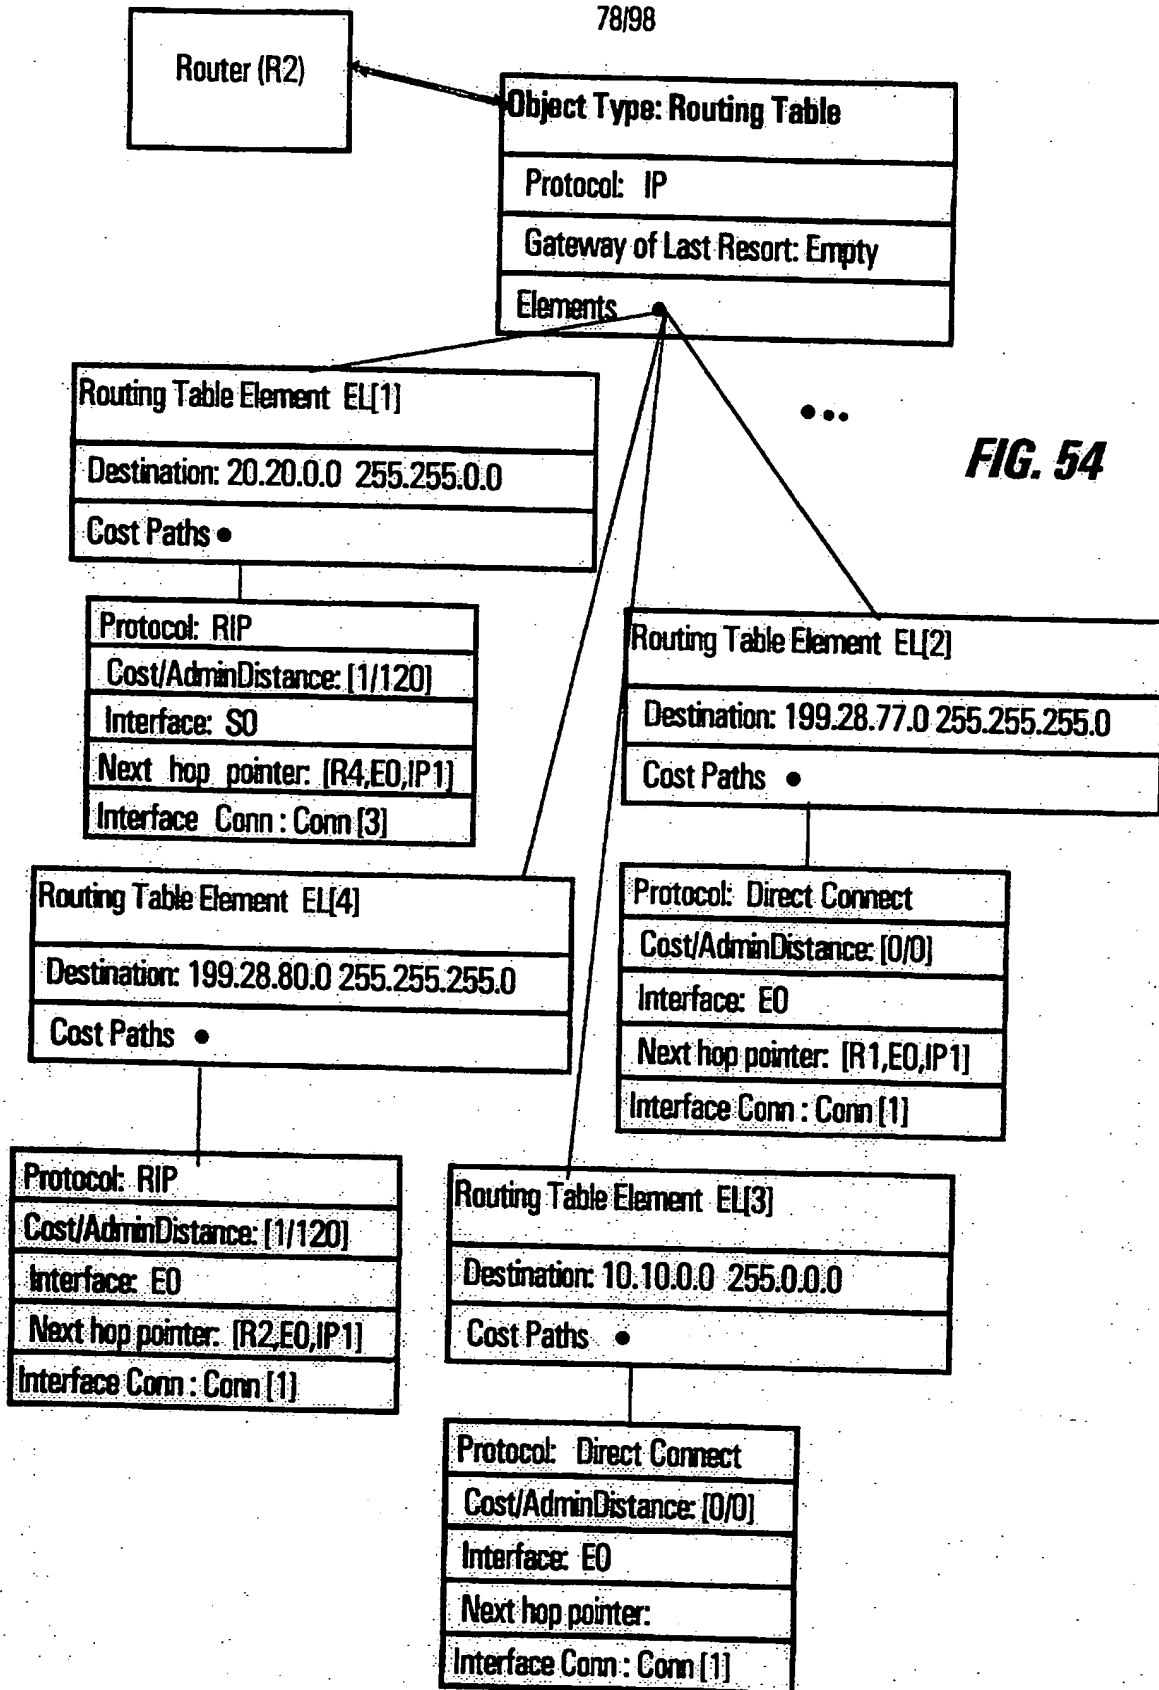 78/98
Router (R2)
Object Type: Routing Table
Protocol: IP
Gateway of Last Resort: Empty
Elements
FIG. 54
Routing Table Element EL[1]
Destination: 20.20.0.0 255.255.0.0
Cost Paths
Protocol: RIP
Cost/AdminDistance: [1/120]
Interface: S0
Next hop pointer: [R4,E0,IP1]
Interface Conn : Conn [3]
Routing Table Element EL[2]
Destination: 199.28.77.0 255.255.255.0
Cost Paths
Protocol: Direct Connect
Cost/AdminDistance: [0/0]
Interface: E0
Next hop pointer: [R1,E0,IP1]
Interface Conn : Conn [1]
Routing Table Element EL[4]
Destination: 199.28.80.0 255.255.255.0
Cost Paths
Protocol: RIP
Cost/AdminDistance: [1/120]
Interface: E0
Next hop pointer: [R2,E0,IP1]
Interface Conn : Conn [1]
Routing Table Element EL[3]
Destination: 10.10.0.0 255.0.0.0
Cost Paths
Protocol: Direct Connect
Cost/AdminDistance: [0/0]
Interface: E0
Next hop pointer:
Interface Conn : Conn [1]